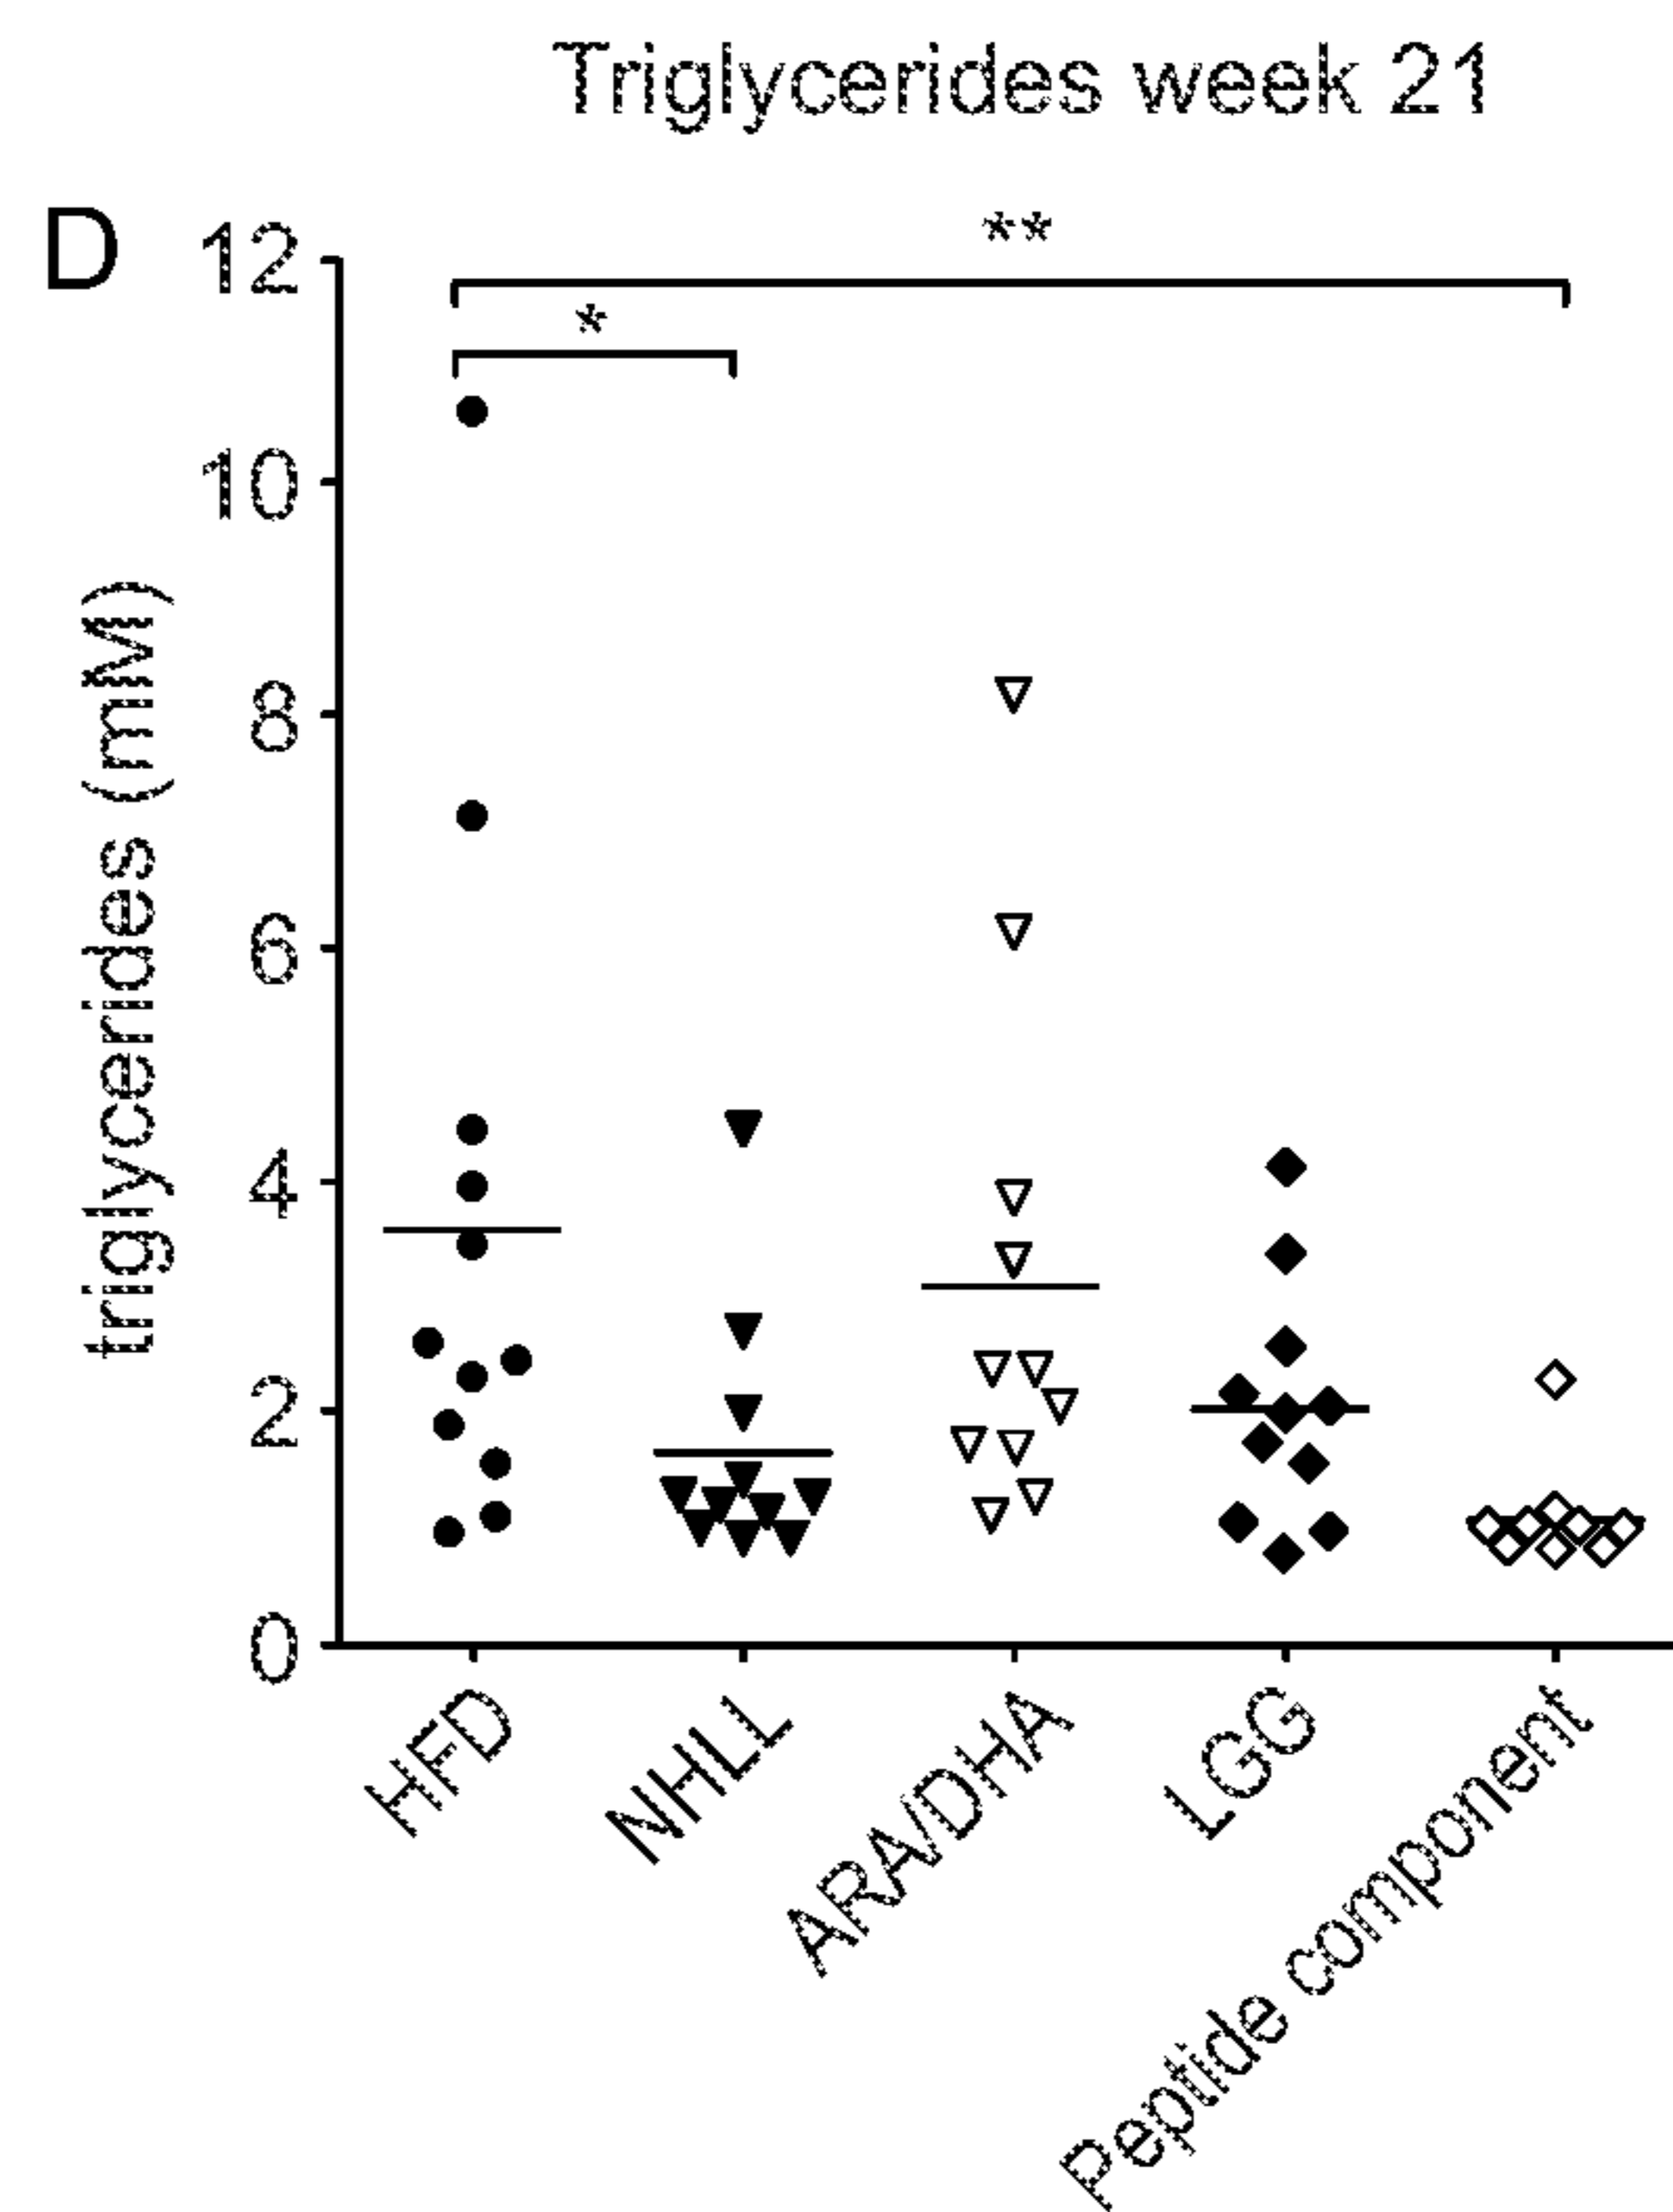 Triglycerides week 21
D
**
*
12
10
8
6
4
2
0
triglycerides (mM)
HFD
NHLL
ARA/DHA
LGG
Peptide component